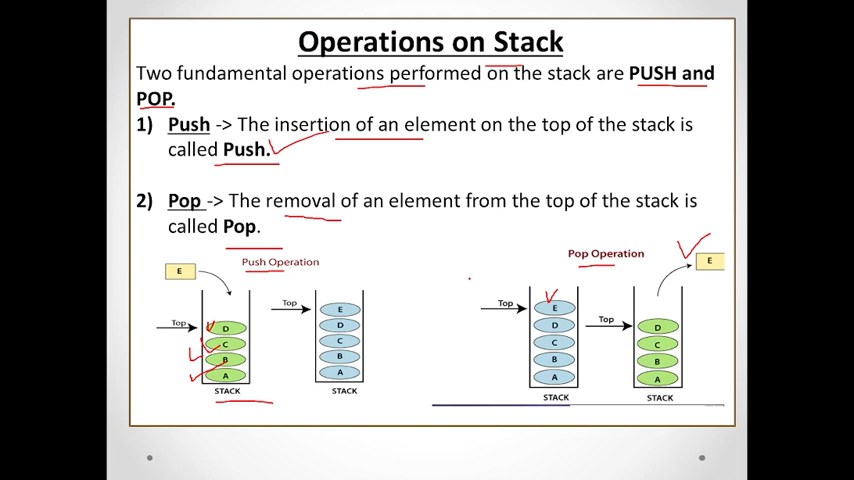 Operations on Stack
Two fundamental operations performed on the stack are PUSH and
POP.
1) Push -> The insertion of an element on the top of the stack is
called Push.
2) Pop -> The removal of an element from the top of the stack is
called Pop.
Push Operation
E
Top
D
C
B
A
STACK
Top
E
D
C
B
A
STACK
Pop Operation
Top
E
D
C
B
A
STACK
E
Top
D
C
B
A
STACK